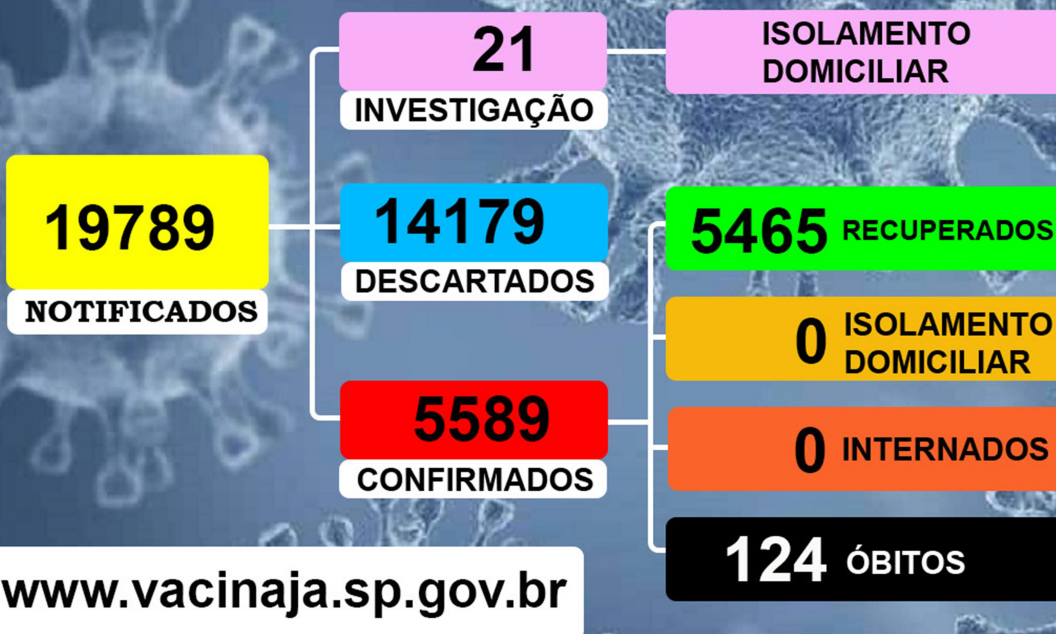 19789
NOTIFICADOS
21
INVESTIGAÇÃO
ISOLAMENTO
DOMICILIAR
14179
DESCARTADOS
5589
CONFIRMADOS
5465 RECUPERADOS
0 ISOLAMENTO
DOMICILIAR
0 INTERNADOS
124 ÓBITOS
www.vacinaja.sp.gov.br